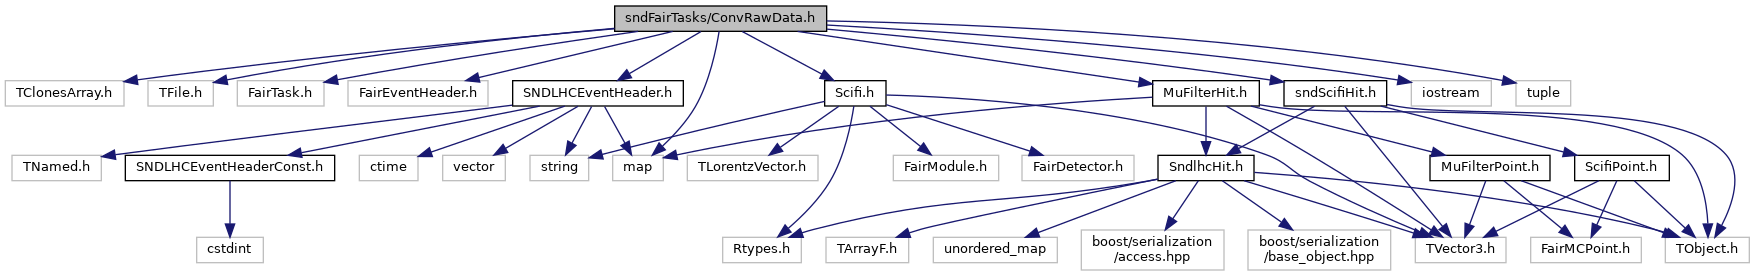 sndFairTasks/ConvRawData.h
TClonesArray.h
TFile.h
FairTask.h
FairEventHeader.h
SNDLHCEventHeader.h
Scifi.h
MuFilterHit.h
sndScifiHit.h
iostream
tuple
TNamed.h
SNDLHCEventHeaderConst.h
ctime
vector
string
map
TLorentzVector.h
FairModule.h
FairDetector.h
SndlhcHit.h
MuFilterPoint.h
ScifiPoint.h
cstdint
Rtypes.h
TArrayF.h
unordered_map
boost/serialization
/access.hpp
boost/serialization
/base_object.hpp
TVector3.h
FairMCPoint.h
TObject.h